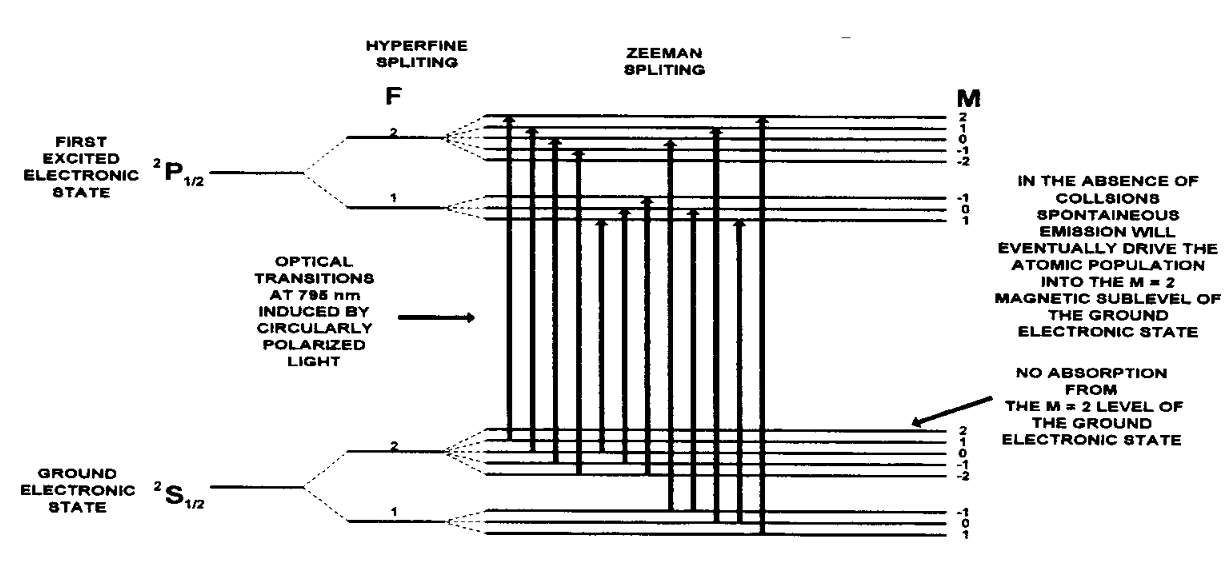 HYPERFINE
SPLITING
ZEEMAN
SPLITING
F
M
FIRST
EXCITED
ELECTRONIC
STATE
2P1/2
2
1
2
1
0
-1
-2
-1
0
1
IN THE ABSENCE OF
COLLSIONS
SPONTAINEOUS
EMISSION WILL
EVENTUALLY DRIVE THE
ATOMIC POPULATION
INTO THE M = 2
MAGNETIC SUBLEVEL OF
THE GROUND
ELECTRONIC STATE
OPTICAL
TRANSITIONS
AT 795 nm
INDUCED BY
CIRCULARLY
POLARIZED
LIGHT
NO ABSORPTION
FROM
THE M = 2 LEVEL OF
THE GROUND
ELECTRONIC STATE
GROUND
ELECTRONIC
STATE
2S1/2
2
1
2
1
0
-1
-2
-1
0
1